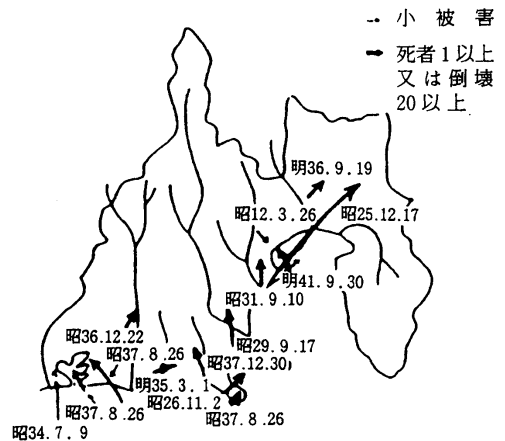 小被害
死者1以上
又は倒壊
20以上
明36.9.19
昭12.3.26
昭25.12.17
明41.9.30
昭31.9.10
昭36.12.22
昭29.9.17
昭37.8.26
昭37.12.30
明35.3.1
昭26.11.2
昭37.8.26
昭37.8.26
昭34.7.9